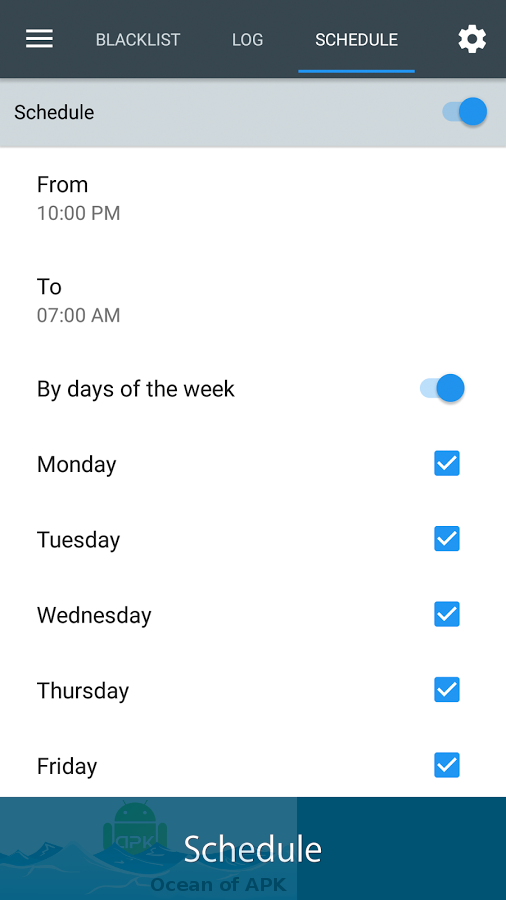 BLACKLIST LOG SCHEDULE
Schedule
From
10:00 PM
To
07:00 AM
By days of the week
Monday
Tuesday
Wednesday
Thursday
Friday
APK
Schedule
Ocean of APK